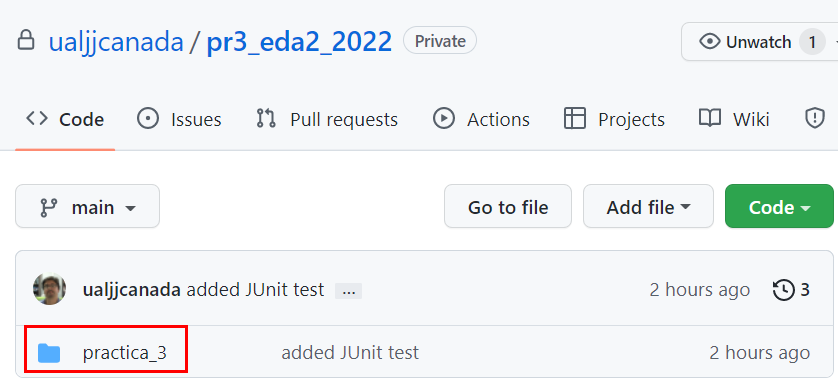 ualjjcanada / pr3_eda2_2022 Private Unwatch 1
Code Issues Pull requests Actions Projects Wiki
main Go to file Add file Code
ualjjcanada added JUnit test ... 2 hours ago 3
practica_3 added JUnit test 2 hours ago